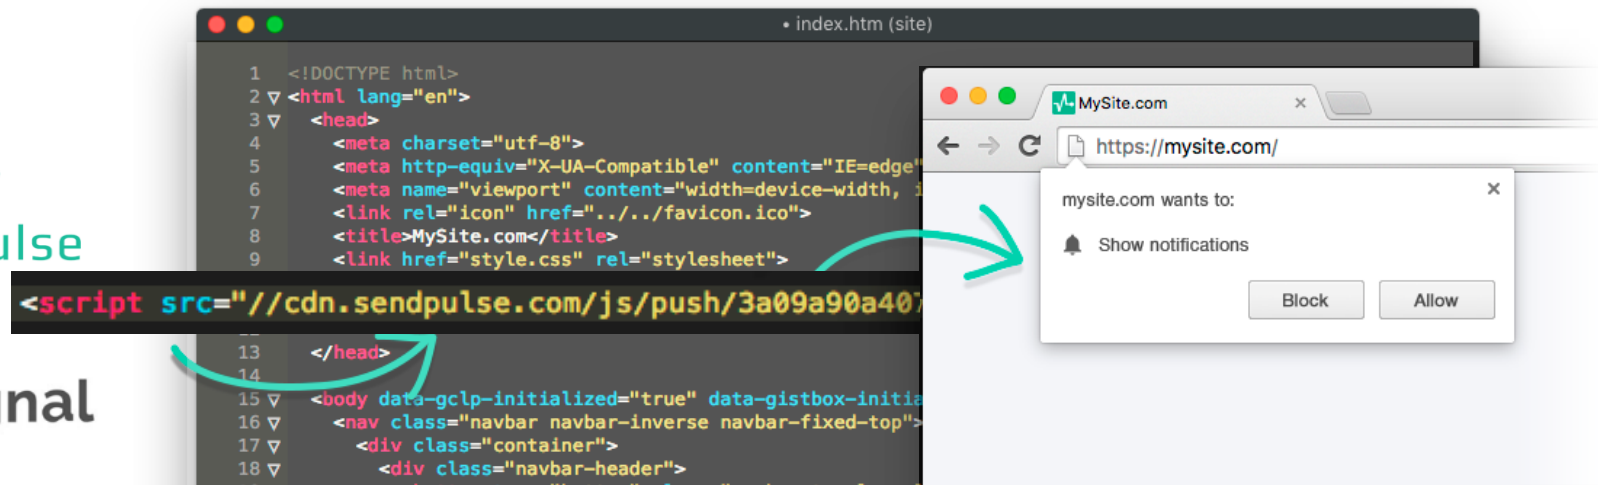 • index.htm (site)
1 <!DOCTYPE html>
2 <html lang="en">
3 <head>
4 <meta charset="utf-8">
5 <meta http-equiv="X-UA-Compatible" content="IE=edge"
6 <meta name="viewport" content="width=device-width, i
7 <link rel="icon" href="../../favicon.ico">
8 <title>MySite.com</title>
9 <link href="style.css" rel="stylesheet">
<script src="//cdn.sendpulse.com/js/push/3a09a90a407
13 </head>
14
15 <body data-gclp-initialized="true" data-gistbox-initia
16 <nav class="navbar navbar-inverse navbar-fixed-top">
17 <div class="container">
18 <div class="navbar-header">
ulse
nal
MySite.com
https://mysite.com/
mysite.com wants to:
Show notifications
Block
Allow